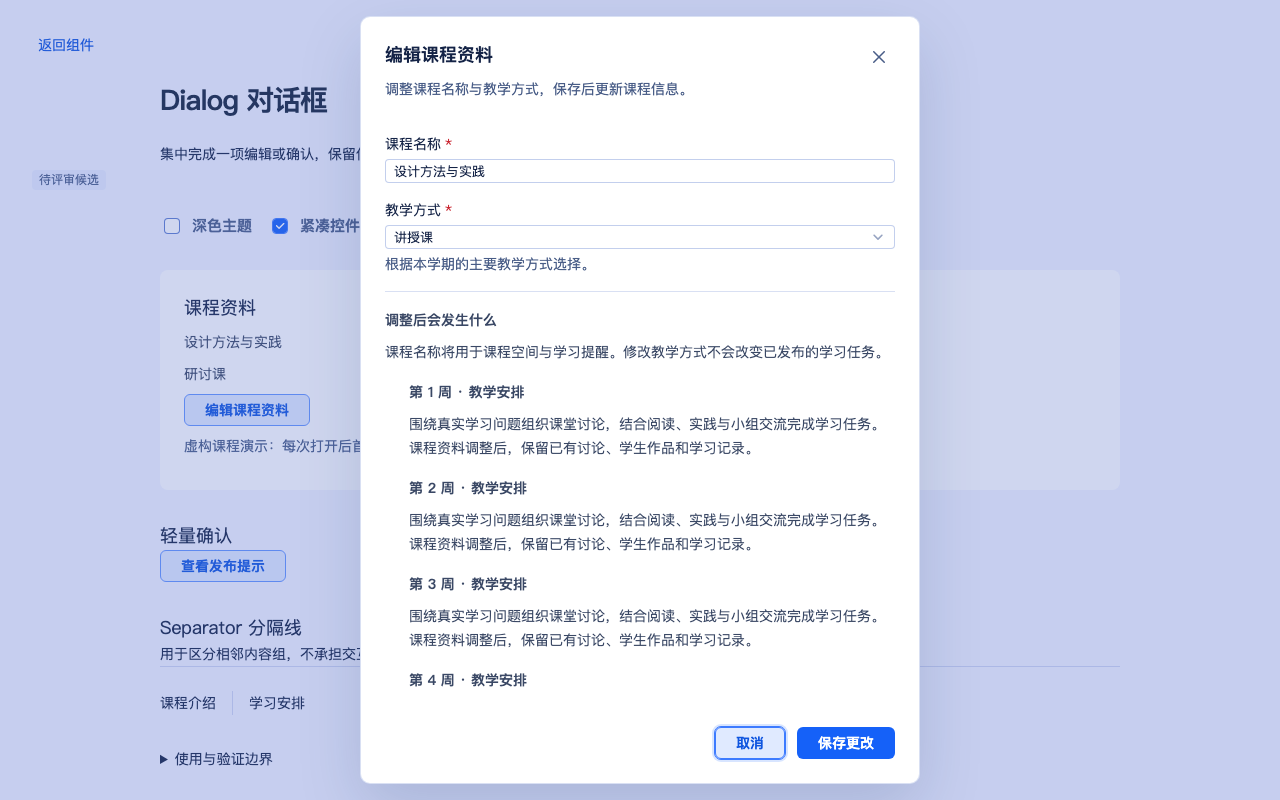 返回组件
Dialog 对话框
集中完成一项编辑或确认，保留
待评审候选
深色主题
紧凑控件
课程资料
设计方法与实践
研讨课
编辑课程资料
虚构课程演示：每次打开后首
轻量确认
查看发布提示
Separator 分隔线
用于区分相邻内容组，不承担交
课程介绍
学习安排
使用与验证边界
编辑课程资料
调整课程名称与教学方式，保存后更新课程信息。
课程名称 *
设计方法与实践
教学方式 *
讲授课
根据本学期的主要教学方式选择。
调整后会发生什么
课程名称将用于课程空间与学习提醒。修改教学方式不会改变已发布的学习任务。
第 1 周 · 教学安排
围绕真实学习问题组织课堂讨论，结合阅读、实践与小组交流完成学习任务。
课程资料调整后，保留已有讨论、学生作品和学习记录。
第 2 周 · 教学安排
围绕真实学习问题组织课堂讨论，结合阅读、实践与小组交流完成学习任务。
课程资料调整后，保留已有讨论、学生作品和学习记录。
第 3 周 · 教学安排
围绕真实学习问题组织课堂讨论，结合阅读、实践与小组交流完成学习任务。
课程资料调整后，保留已有讨论、学生作品和学习记录。
第 4 周 · 教学安排
取消
保存更改